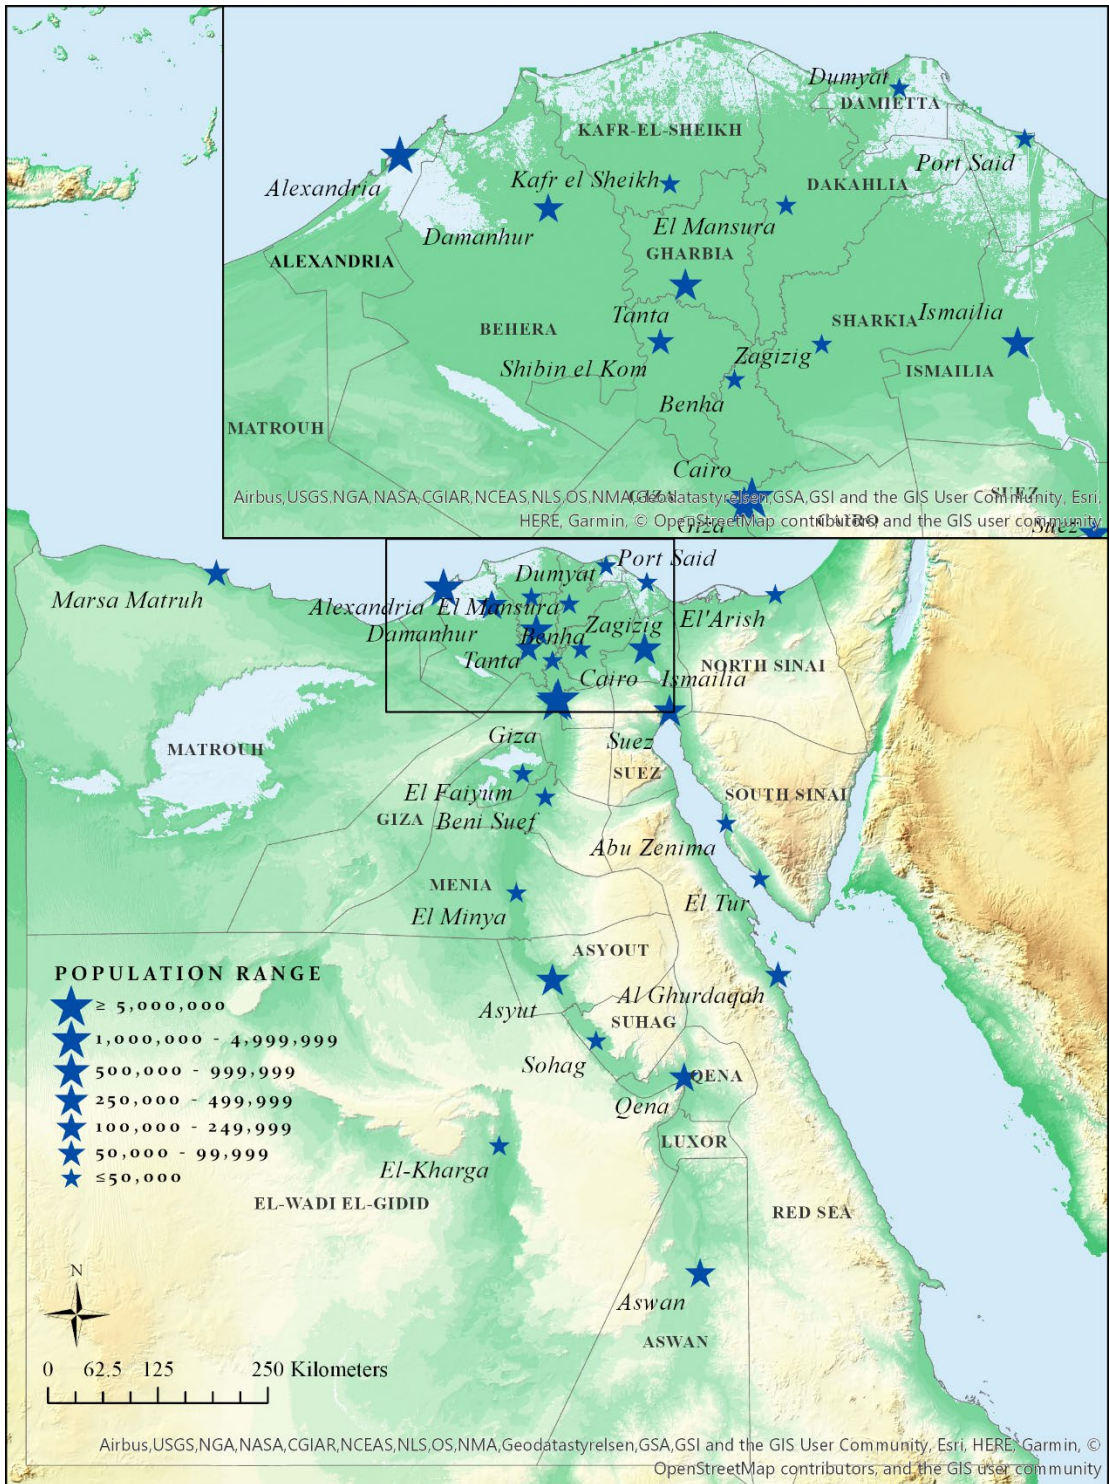 Dumyat
DAMIETTA
KAFR-EL-SHEIKH
Port Said
Alexandria
Kafr el Sheikh
DAKAHLIA
Damanhur
El Mansura
GHARBIA
ALEXANDRIA
Tanta
Ismailia
BEHERA
SHARKIA
Shibin el Kom
Zagizig
ISMAILIA
Benha
MATROUH
Cairo
GIZA
SUEZ
Airbus,USGS,NGA,NASA,CGIAR,NCEAS,NLS,OS,NMA,Geodatastyrelsen,GSA,GSI and the GIS User Community, Esri,
HERE, Garmin, © OpenStreetMap contributors, and the GIS user community
Giza
CAIRO
Suez
Port Said
Dumyat
Marsa Matruh
Alexandria
El Mansura
El'Arish
Damanhur
Benha
Zagizig
Tanta
NORTH SINAI
Cairo
Ismailia
Giza
Suez
MATROUH
SUEZ
El Faiyum
SOUTH SINAI
GIZA
Beni Suef
Abu Zenima
MENIA
El Minya
El Tur
ASYOUT
Asyut
Al Ghurdaqah
SUHAG
Sohag
QENA
Qena
LUXOR
El-Kharga
EL-WADI EL-GIDID
RED SEA
Aswan
ASWAN
POPULATION RANGE
≥ 5,000,000
1,000,000 - 4,999,999
500,000 - 999,999
250,000 - 499,999
100,000 - 249,999
50,000 - 99,999
≤50,000
N
0 62.5 125 250 Kilometers
Airbus,USGS,NGA,NASA,CGIAR,NCEAS,NLS,OS,NMA,Geodatastyrelsen,GSA,GSI and the GIS User Community, Esri, HERE, Garmin, ©
OpenStreetMap contributors, and the GIS user community